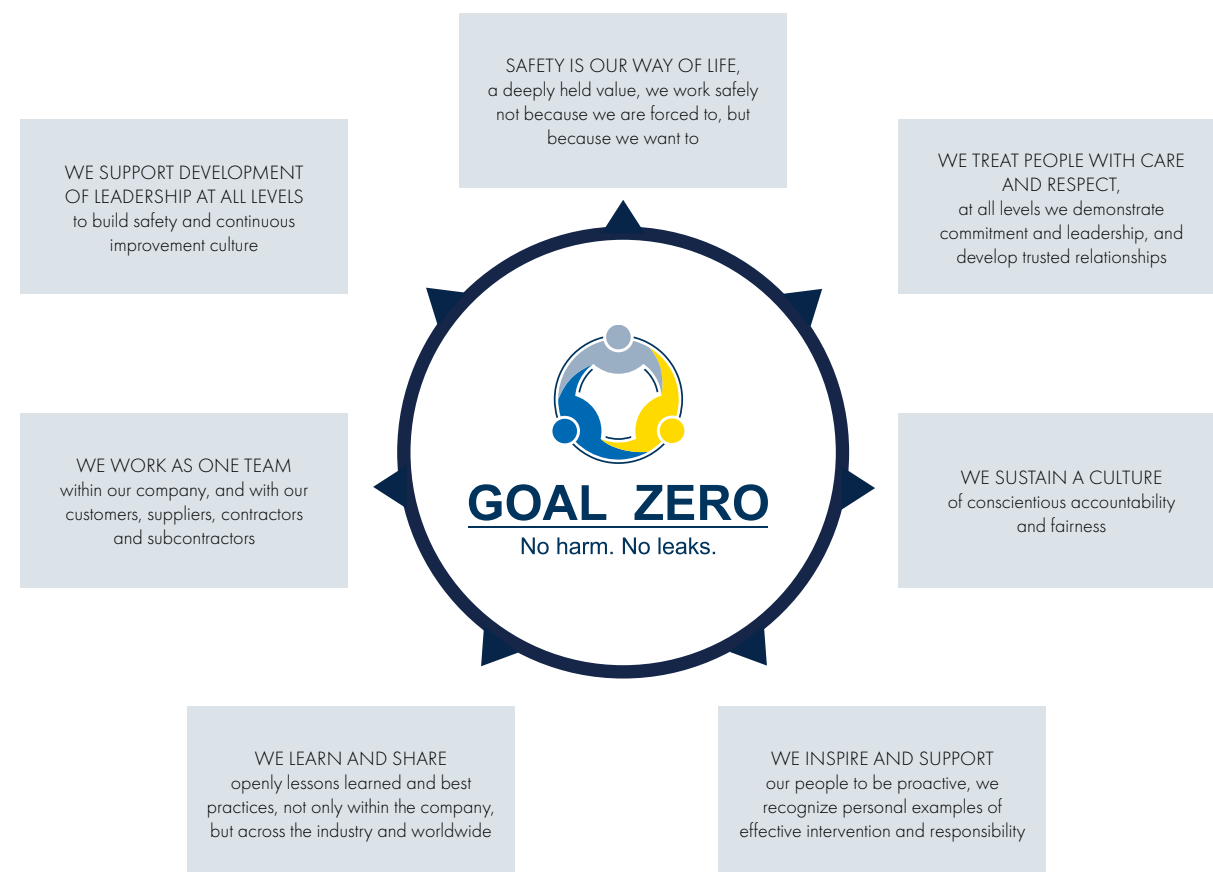 SAFETY IS OUR WAY OF LIFE,
a deeply held value, we work safely
not because we are forced to, but
because we want to
WE SUPPORT DEVELOPMENT
OF LEADERSHIP AT ALL LEVELS
to build safety and continuous
improvement culture
WE TREAT PEOPLE WITH CARE
AND RESPECT,
at all levels we demonstrate
commitment and leadership, and
develop trusted relationships
WE WORK AS ONE TEAM
within our company, and with our
customers, suppliers, contractors
and subcontractors
GOAL ZERO
No harm. No leaks.
WE SUSTAIN A CULTURE
of conscientious accountability
and fairness
WE LEARN AND SHARE
openly lessons learned and best
practices, not only within the company,
but across the industry and worldwide
WE INSPIRE AND SUPPORT
our people to be proactive, we
recognize personal examples of
effective intervention and responsibility